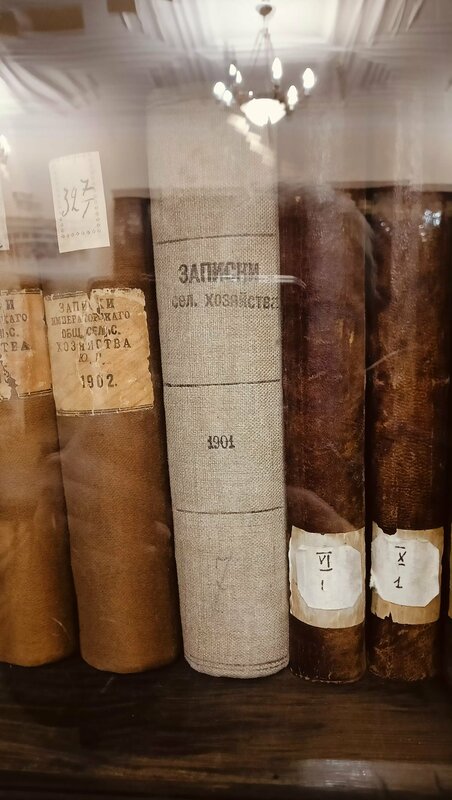 327
I
ЗАПИСКИ
ИМПЕРАТОРСКАГО
ОБЩ. СЕЛ. С.
ХОЗЯЙСТВА
Ю. Р.
1902.
ЗАПИСКИ
сел. хозяйства
1901
VI
1
X
1